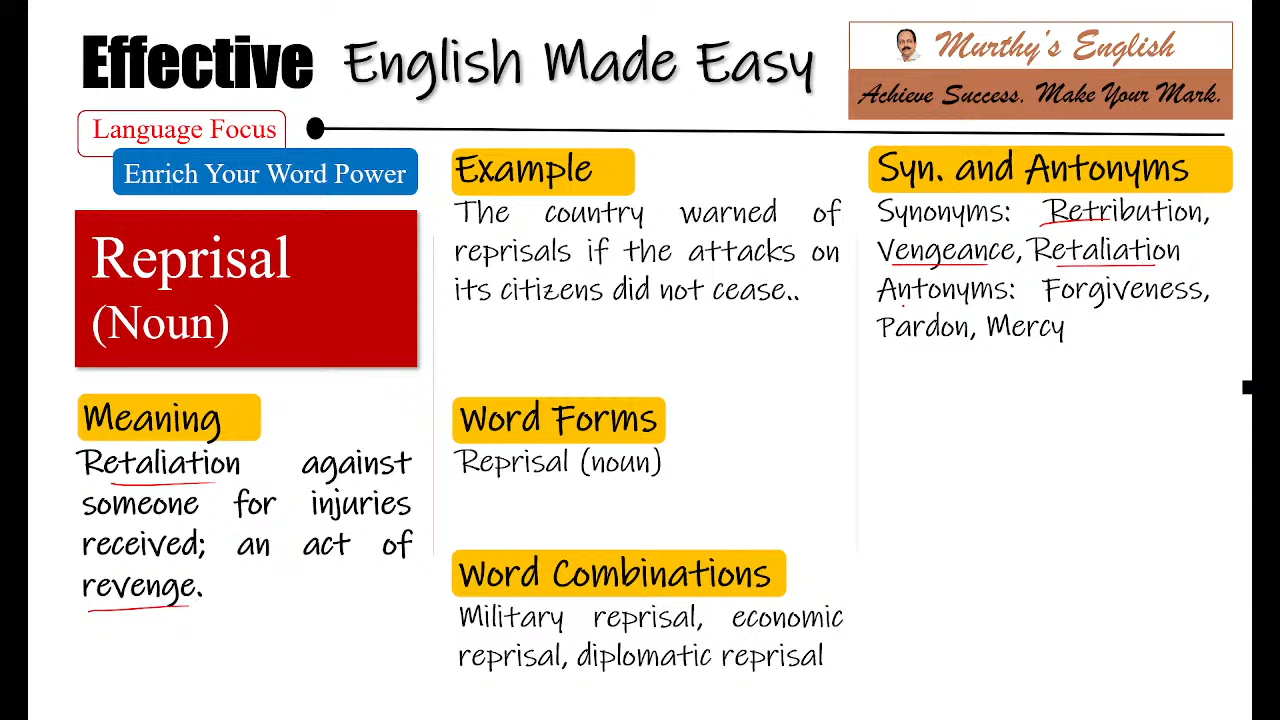 Effective English Made Easy
Murthy's English
Achieve Success. Make Your Mark.
Language Focus
Enrich Your Word Power
Reprisal
(Noun)
Meaning
Retaliation against
someone for injuries
received; an act of
revenge.
Example
The country warned of
reprisals if the attacks on
its citizens did not cease..
Word Forms
Reprisal (noun)
Word Combinations
Military reprisal, economic
reprisal, diplomatic reprisal
Syn. and Antonyms
Synonyms: Retribution,
Vengeance, Retaliation
Antonyms: Forgiveness,
Pardon, Mercy